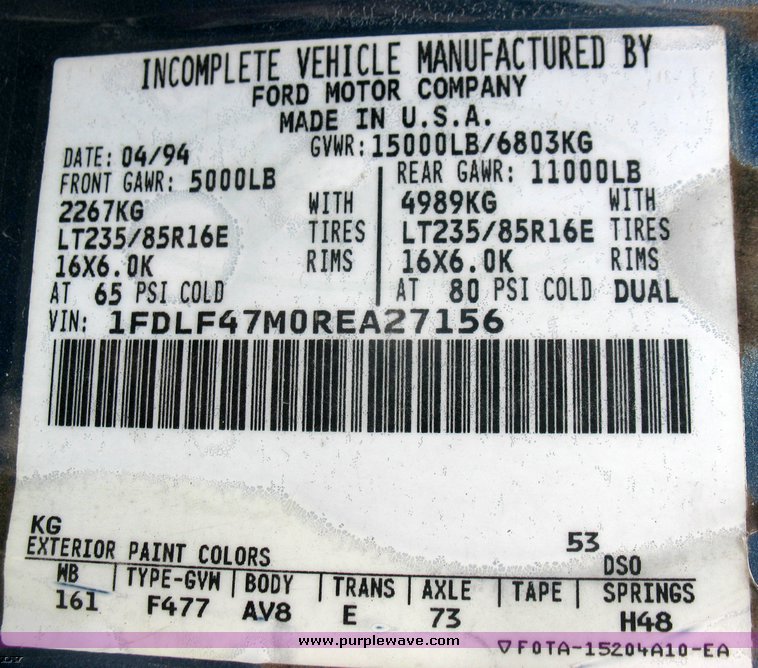 INCOMPLETE VEHICLE MANUFACTURED BY
FORD MOTOR COMPANY
MADE IN U.S.A.
DATE: 04/94 GVWR: 15000LB/6803KG
FRONT GAWR: 5000LB REAR GAWR: 11000LB
2267KG WITH 4989KG WITH
LT235/85R16E TIRES LT235/85R16E TIRES
16X6.0K RIMS 16X6.0K RIMS
AT 65 PSI COLD AT 80 PSI COLD DUAL
VIN: 1FDLF47M0REA27156
KG 53
EXTERIOR PAINT COLORS DSO
WB TYPE-GVW BODY TRANS AXLE TAPE SPRINGS
161 F477 AV8 E 73 H48
www.purplewave.com
▽F0TA-15204A10-EA